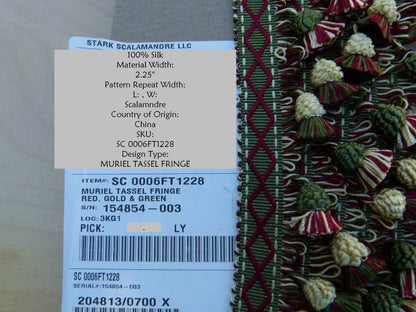 STARK SCALAMANDRE LLC
100% Silk
Material Width:
2.25"
Pattern Repeat Width:
L: , W:
Scalamndre
Country of Origin:
China
SKU:
SC 0006FT1228
Design Type:
MURIEL TASSEL FRINGE
ITEM#: SC 0006FT1228
MURIEL TASSEL FRINGE
RED, GOLD & GREEN
S/N: 154854-003
LOC: 3KG1
PICK: LY
SC 0006FT1228
SERIAL#: 154854-003
204813/0700 X